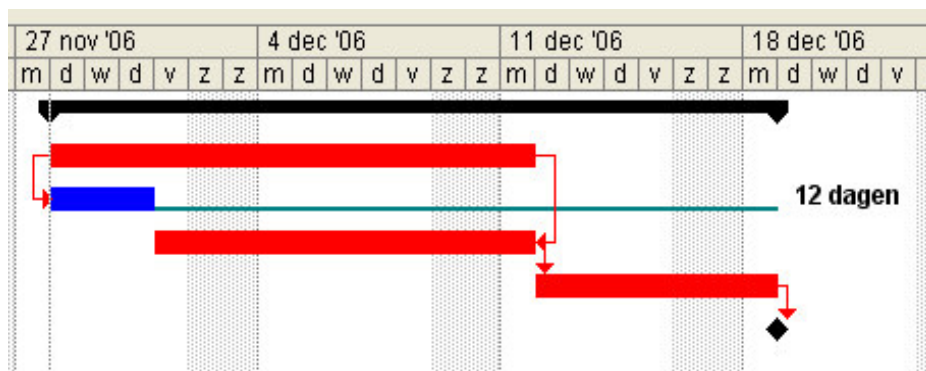 27 nov '06 4 dec '06 11 dec '06 18 dec '06
m d w d v z z m d w d v z z m d w d v z z m d w d v
12 dagen